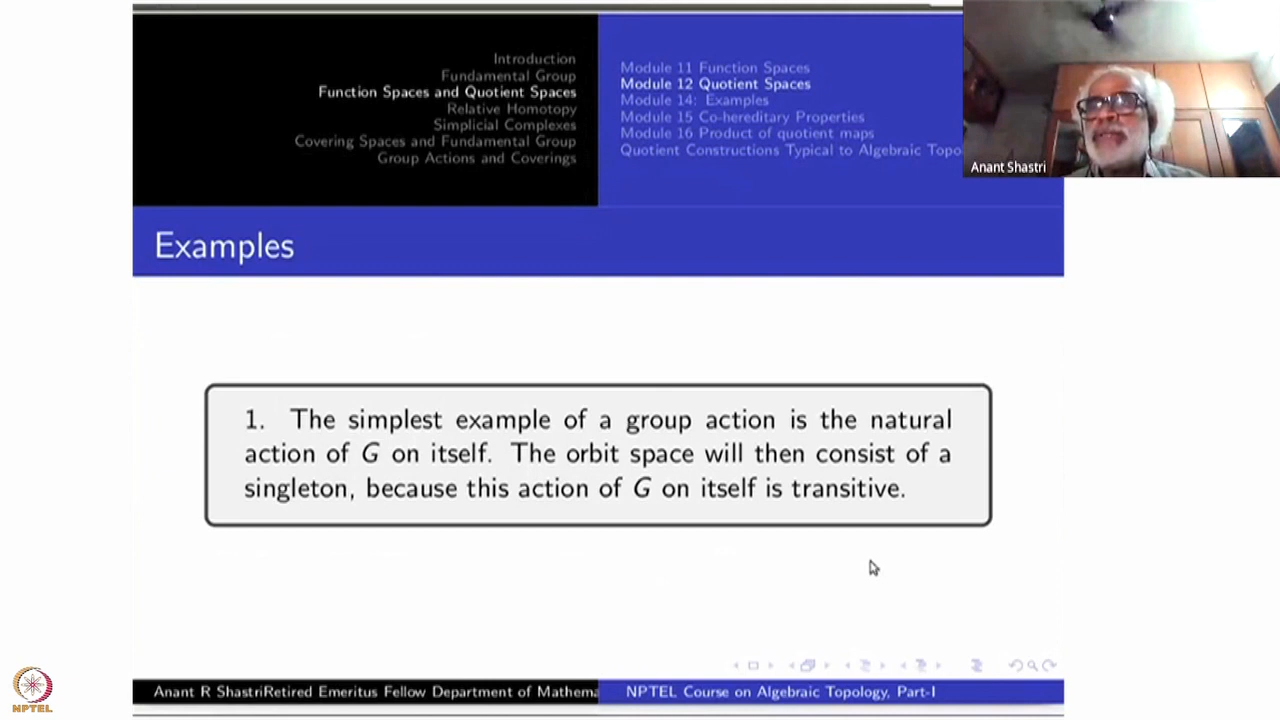 Introduction
Fundamental Group
Function Spaces and Quotient Spaces
Relative Homotopy
Simplicial Complexes
Covering Spaces and Fundamental Group
Group Actions and Coverings
Module 11 Function Spaces
Module 12 Quotient Spaces
Module 14: Examples
Module 15 Co-hereditary Properties
Module 16 Product of quotient maps
Quotient Constructions Typical to Algebraic Topo
Anant Shastri
Examples
1. The simplest example of a group action is the natural
action of G on itself. The orbit space will then consist of a
singleton, because this action of G on itself is transitive.
Anant R ShastriRetired Emeritus Fellow Department of Mathema
NPTEL Course on Algebraic Topology, Part-I
NPTEL